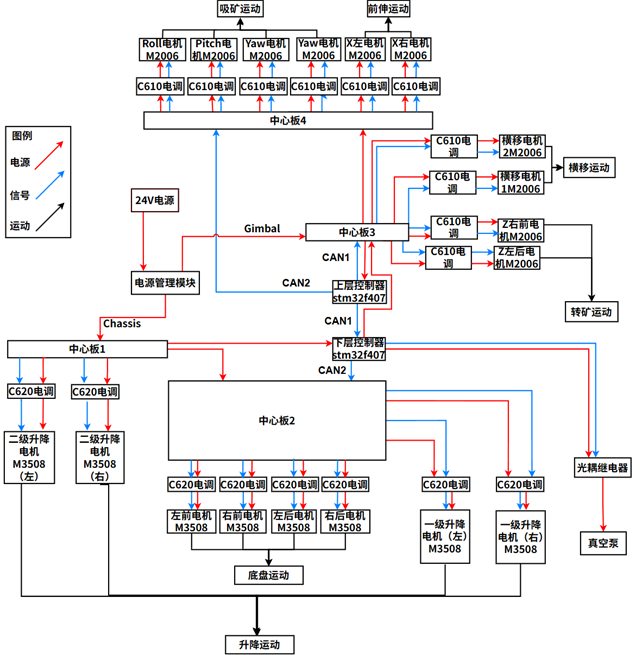 吸矿运动
前伸运动
Roll电机
M2006
Pitch电
机M2006
Yaw电机
M2006
Yaw电机
M2006
X左电机
M2006
X右电机
M2006
C610电调
C610电调
C610电调
C610电调
C610电调
C610电调
中心板4
图例
电源
信号
运动
C610电
调
横移电机
2M2006
横移运动
C610电
调
横移电机
1M2006
24V电源
Gimbal
中心板3
C610电
调
Z右前电
机M2006
C610电
调
Z左后电
机M2006
CAN1
电源管理模块
CAN2
上层控制器
stm32f407
转矿运动
Chassis
CAN1
中心板1
下层控制器
stm32f407
CAN2
C620电调
C620电调
中心板2
二级升降
电机
M3508
（左）
二级升降
电机
M3508
（右）
光耦继电器
C620电调
C620电调
C620电调
C620电调
C620电调
C620电调
左前电机
M3508
右前电机
M3508
左后电机
M3508
右后电机
M3508
一级升降
电机（左）
M3508
一级升降
电机（右）
M3508
真空泵
底盘运动
升降运动